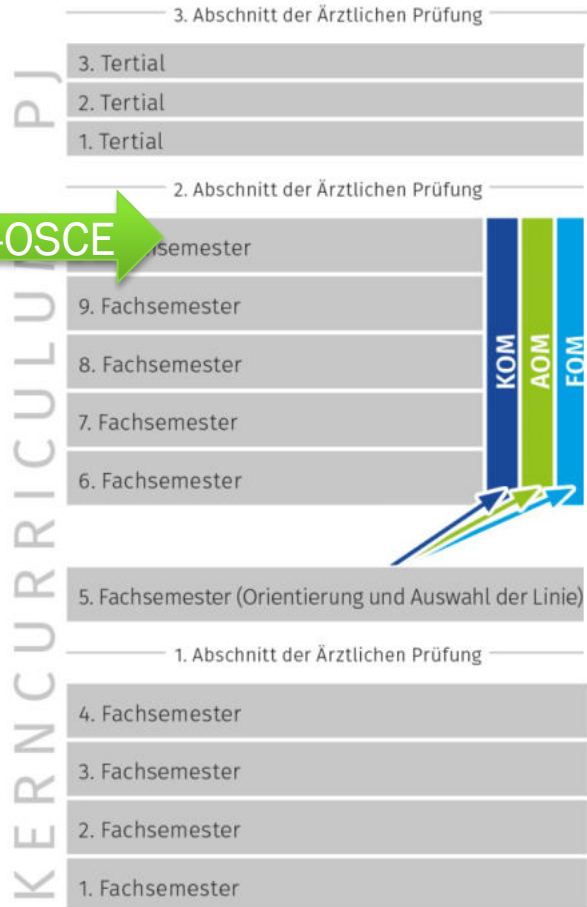 3. Abschnitt der Ärztlichen Prüfung
PJ
3. Tertial
2. Tertial
1. Tertial
2. Abschnitt der Ärztlichen Prüfung
OSCE
9. Fachsemester
8. Fachsemester
7. Fachsemester
6. Fachsemester
KOM
AOM
FOM
5. Fachsemester (Orientierung und Auswahl der Linie)
1. Abschnitt der Ärztlichen Prüfung
4. Fachsemester
3. Fachsemester
2. Fachsemester
1. Fachsemester
KERNCURRICULUM